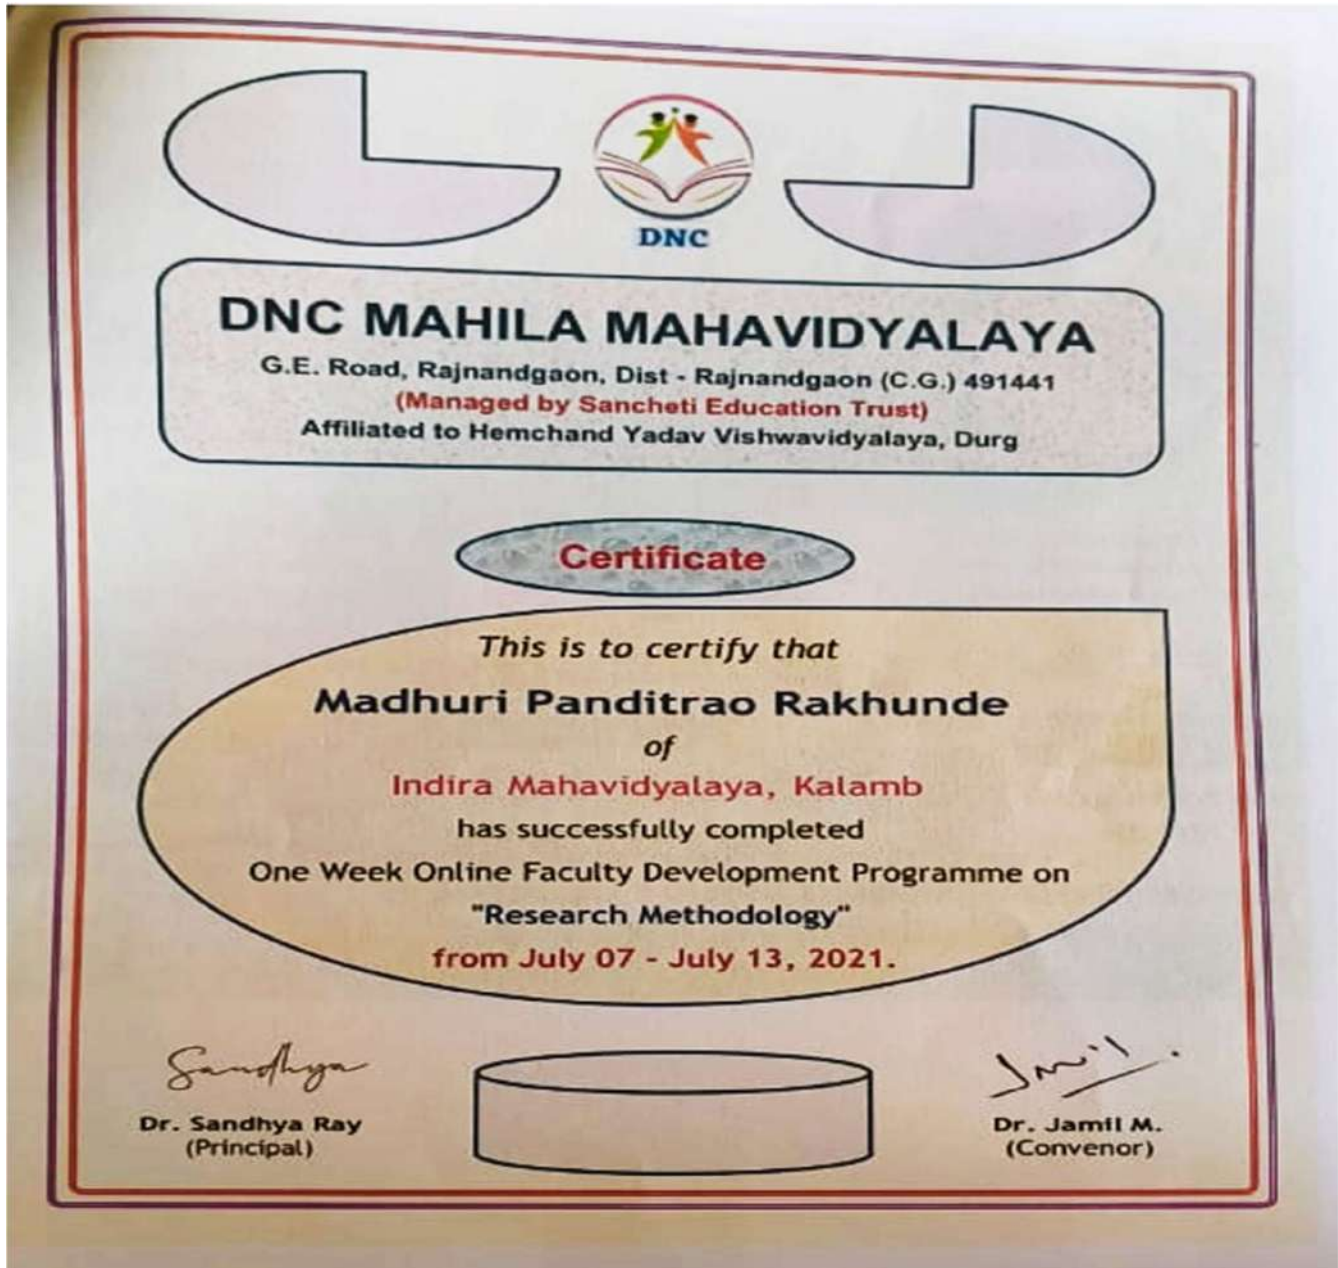 DNC
DNC MAHILA MAHAVIDYALAYA
G.E. Road, Rajnandgaon, Dist - Rajnandgaon (C.G.) 491441
(Managed by Sancheti Education Trust)
Affiliated to Hemchand Yadav Vishwavidyalaya, Durg
Certificate
This is to certify that
Madhuri Panditrao Rakhunde
of
Indira Mahavidyalaya, Kalamb
has successfully completed
One Week Online Faculty Development Programme on
"Research Methodology"
from July 07 - July 13, 2021.
Sandhya
Jmil.
Dr. Sandhya Ray
(Principal)
Dr. Jamil M.
(Convenor)